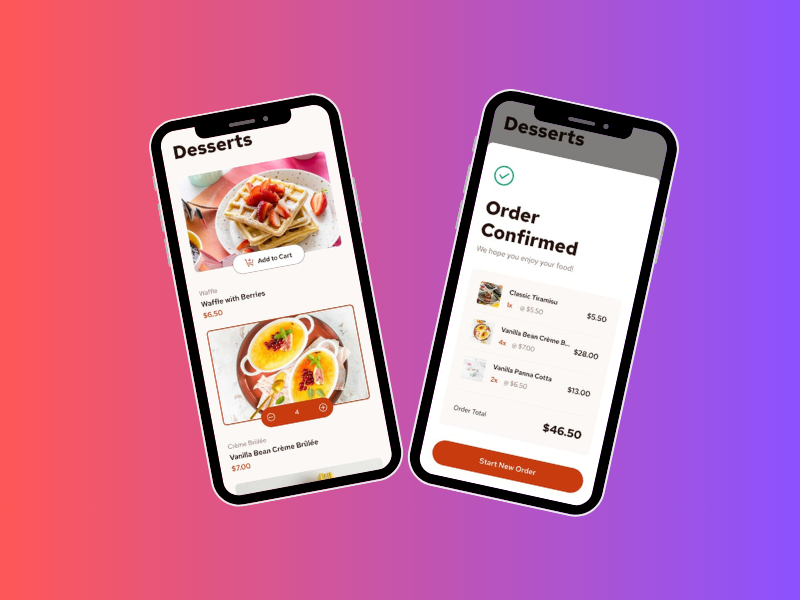 Desserts
Add to Cart
Waffle
Waffle with Berries
$6.50
4
Crème Brûlée
Vanilla Bean Crème Brûlée
$7.00
Desserts
Order
Confirmed
We hope you enjoy your food!
Classic Tiramisu
1x @ $5.50 $5.50
Vanilla Bean Crème B...
4x @ $7.00 $28.00
Vanilla Panna Cotta
2x @ $6.50 $13.00
Order Total $46.50
Start New Order